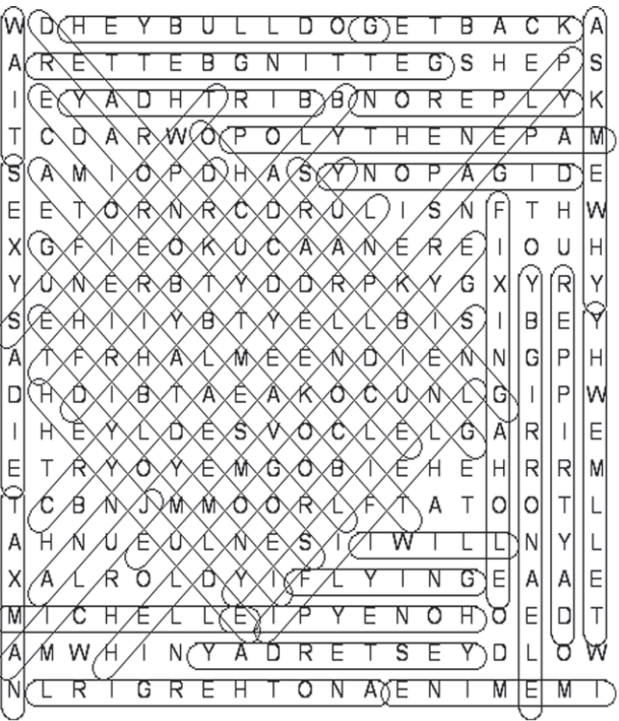 W D H E Y B U L L D O G E T B A C K A
A R E T T E B G N I T T E G S H E P S
I E Y A D H T R I B B N O R E P L Y K
T C D A R W O P O L Y T H E N E P A M
S A M I O P D H A S Y N O P A G I D E
E E T O R N R C D R U L I S N F T H W
X G F I E O K U C A A N E R E I O U H
Y U N E R B T Y D D R P K Y G X Y R Y
S E H I I Y B T Y E L L B I S I B E Y
A T F R H A L M E E N D I E N N G P H
D H D I B T A E A K O C U N L G I P W
I H E Y L D E S V O C L E L G A R I E
E T R Y O Y E M G O B I E H E H R R M
T C B N J M M O O R L F T A T O O T L
A H N U E U L N E S I I W I L L N Y L
X A L R O L D Y I F L Y I N G E A A E
M I C H E L L E I P Y E N O H O E D T
A M W H I N Y A D R E T S E Y D L O W
N L R I G R E H T O N A E N I M E M I